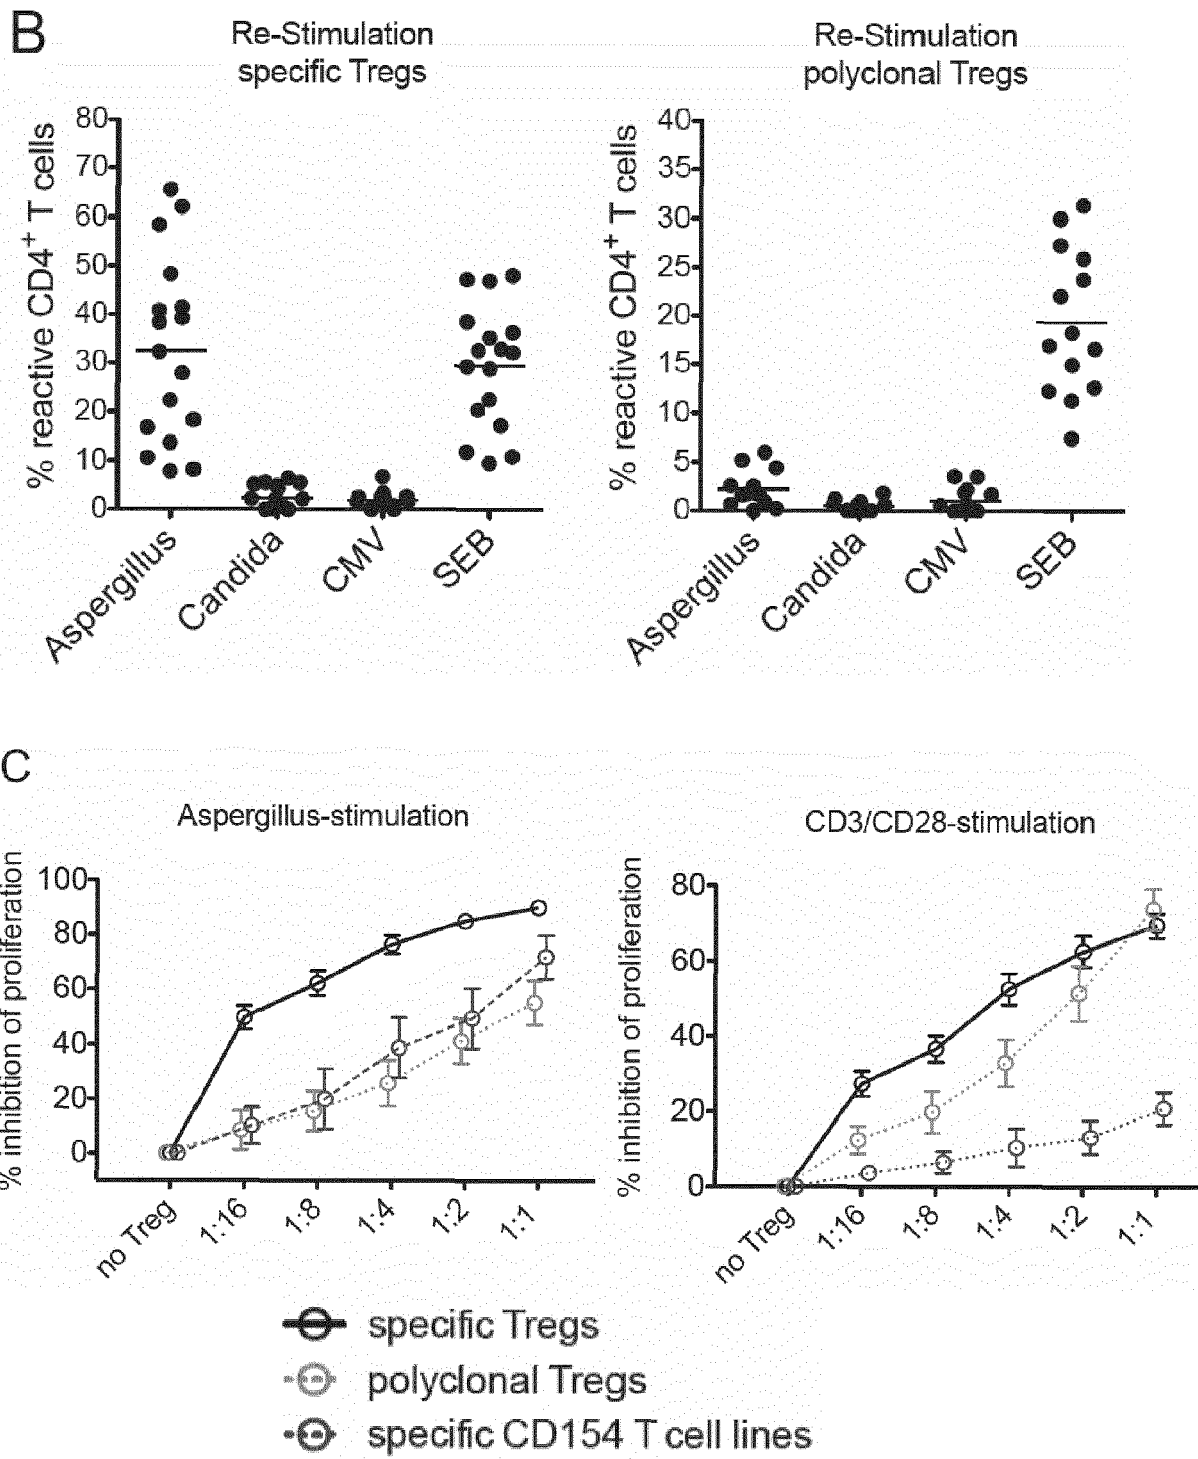 B
Re-Stimulation
specific Tregs
% reactive CD4+ T cells
80
70
60
50
40
30
20
10
0
Aspergillus
Candida
CMV
SEB
Re-Stimulation
polyclonal Tregs
% reactive CD4+ T cells
40
35
30
25
20
15
10
5
0
Aspergillus
Candida
CMV
SEB
C
Aspergillus-stimulation
% inhibition of proliferation
100
80
60
40
20
0
no Treg
1:16
1:8
1:4
1:2
1:1
CD3/CD28-stimulation
% inhibition of proliferation
80
60
40
20
0
no Treg
1:16
1:8
1:4
1:2
1:1
specific Tregs
polyclonal Tregs
specific CD154 T cell lines